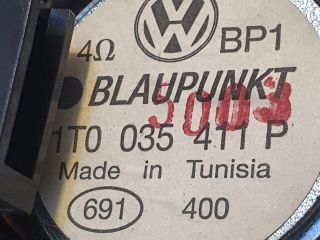 4Ω BP1
BLAUPUNKT
5003
1T0 035 411 P
Made in Tunisia
691 400